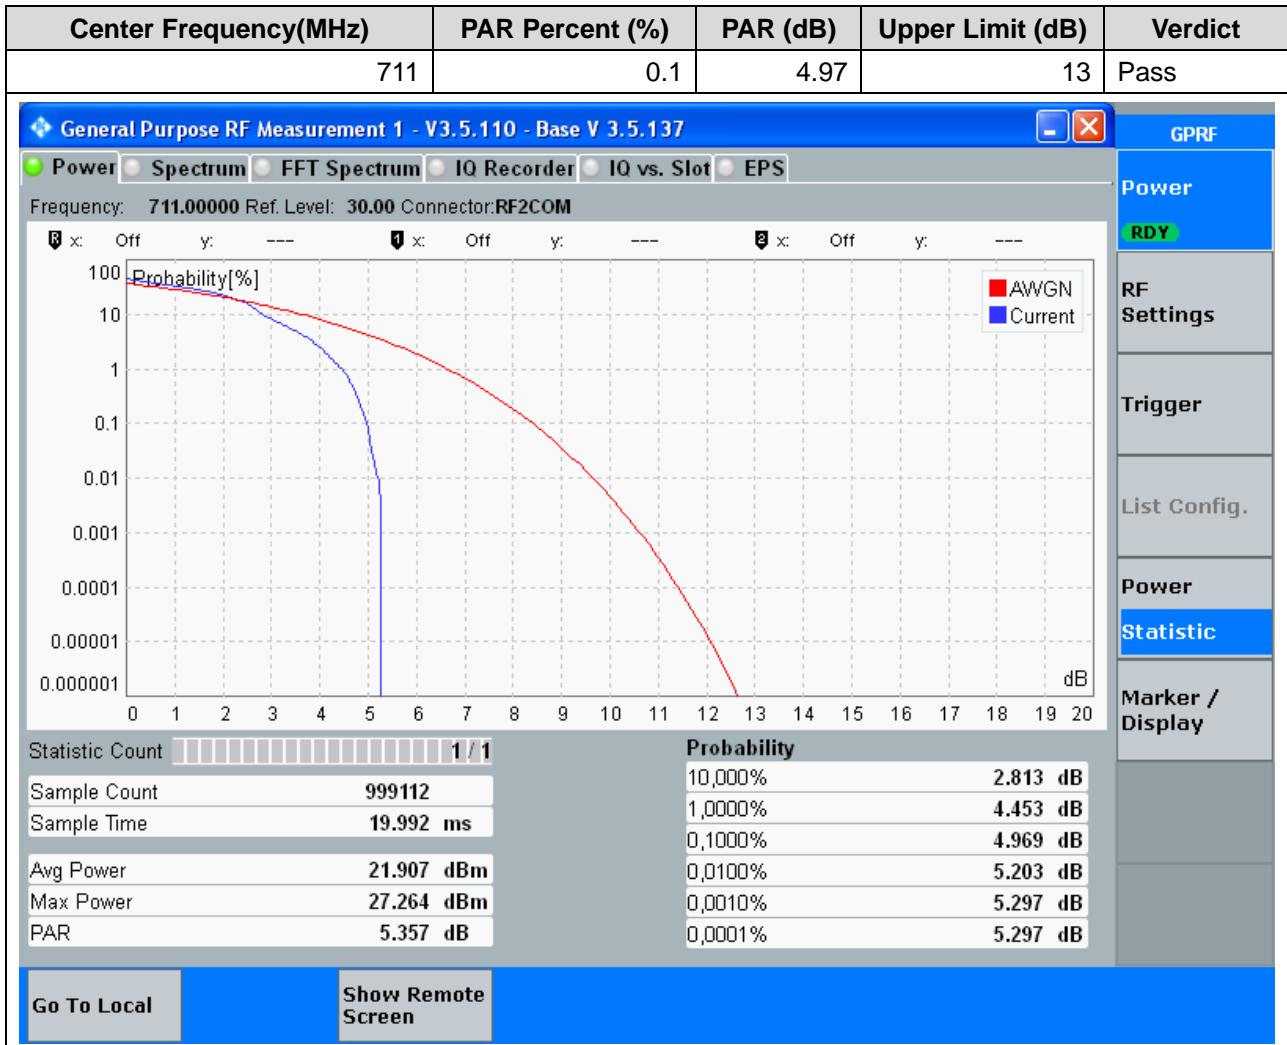 Center Frequency(MHz) PAR Percent (%) PAR (dB) Upper Limit (dB) Verdict
711 0.1 4.97 13 Pass
General Purpose RF Measurement 1 - V3.5.110 - Base V 3.5.137
GPRF
Power Spectrum FFT Spectrum IQ Recorder IQ vs. Slot EPS
Power
RDY
Frequency: 711.00000 Ref. Level: 30.00 Connector:RF2COM
R x: Off y: --- 1 x: Off y: --- 2 x: Off y: ---
Probability[%]
AWGN
Current
100
10
1
0.1
0.01
0.001
0.0001
0.00001
0.000001
dB
0 1 2 3 4 5 6 7 8 9 10 11 12 13 14 15 16 17 18 19 20
RF
Settings
Trigger
List Config.
Power
Statistic
Marker /
Display
Statistic Count 1 / 1
Sample Count 999112
Sample Time 19.992 ms
Avg Power 21.907 dBm
Max Power 27.264 dBm
PAR 5.357 dB
Probability
10,000% 2.813 dB
1,0000% 4.453 dB
0,1000% 4.969 dB
0,0100% 5.203 dB
0,0010% 5.297 dB
0,0001% 5.297 dB
Go To Local
Show Remote
Screen